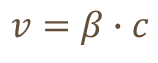 v = β · c